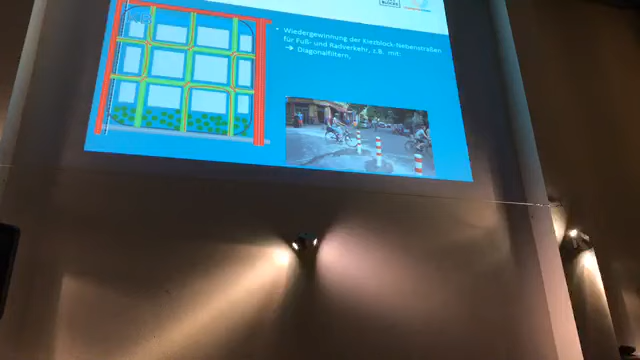 Wiedergewinnung der Kiezblock-Nebenstraßen
für Fuß- und Radverkehr, z.B. mit:
→ Diagonalfiltern,